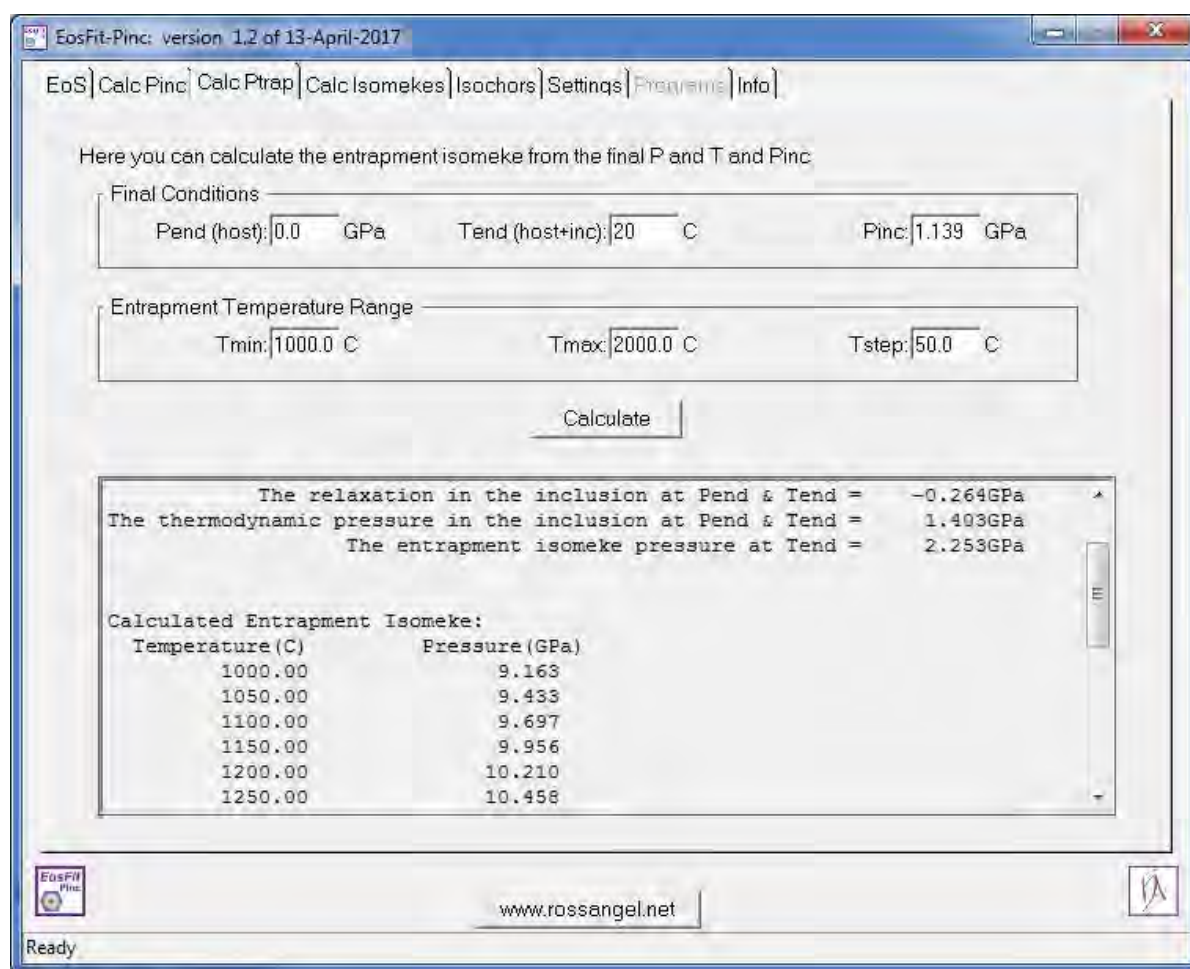 EosFit-Pinc: version 1.2 of 13-April-2017
EoS Calc Pinc Calc Ptrap Calc Isomekes Isochors Settings Programs Info
Here you can calculate the entrapment isomeke from the final P and T and Pinc
Final Conditions
Pend (host): 0.0 GPa Tend (host+inc): 20 C Pinc: 1.139 GPa
Entrapment Temperature Range
Tmin: 1000.0 C Tmax: 2000.0 C Tstep: 50.0 C
Calculate
The relaxation in the inclusion at Pend & Tend = -0.264GPa
The thermodynamic pressure in the inclusion at Pend & Tend = 1.403GPa
The entrapment isomeke pressure at Tend = 2.253GPa
Calculated Entrapment Isomeke:
Temperature(C) Pressure(GPa)
1000.00 9.163
1050.00 9.433
1100.00 9.697
1150.00 9.956
1200.00 10.210
1250.00 10.458
EosFit
Pinc
www.rossangel.net
Ready